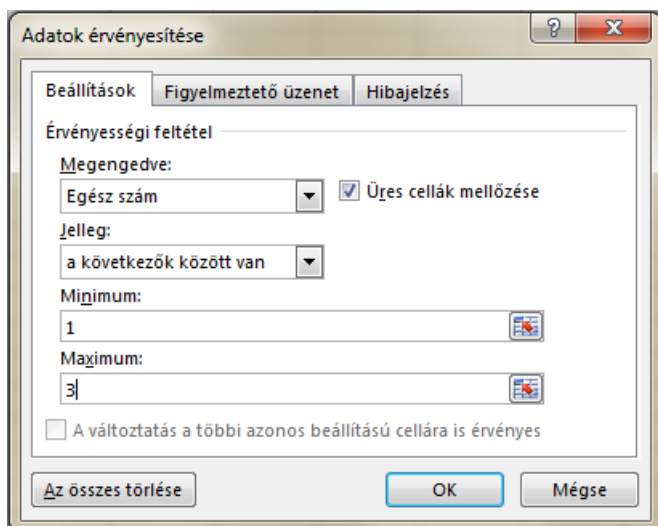 Adatok érvényesítése
Beállítások Figyelmeztető üzenet Hibajelzés
Érvényességi feltétel
Megengedve:
Egész szám Üres cellák mellőzése
Jelleg:
a következők között van
Minimum:
1
Maximum:
3
A változtatás a többi azonos beállítású cellára is érvényes
Az összes törlése OK Mégse